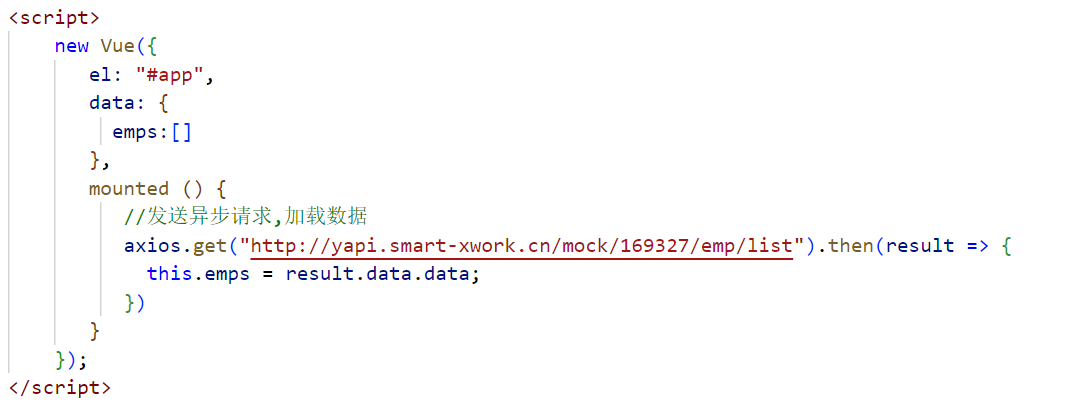 <script>
new Vue({
el: "#app",
data: {
emps:[]
},
mounted () {
//发送异步请求,加载数据
axios.get("http://yapi.smart-xwork.cn/mock/169327/emp/list").then(result => {
this.emps = result.data.data;
})
}
});
</script>